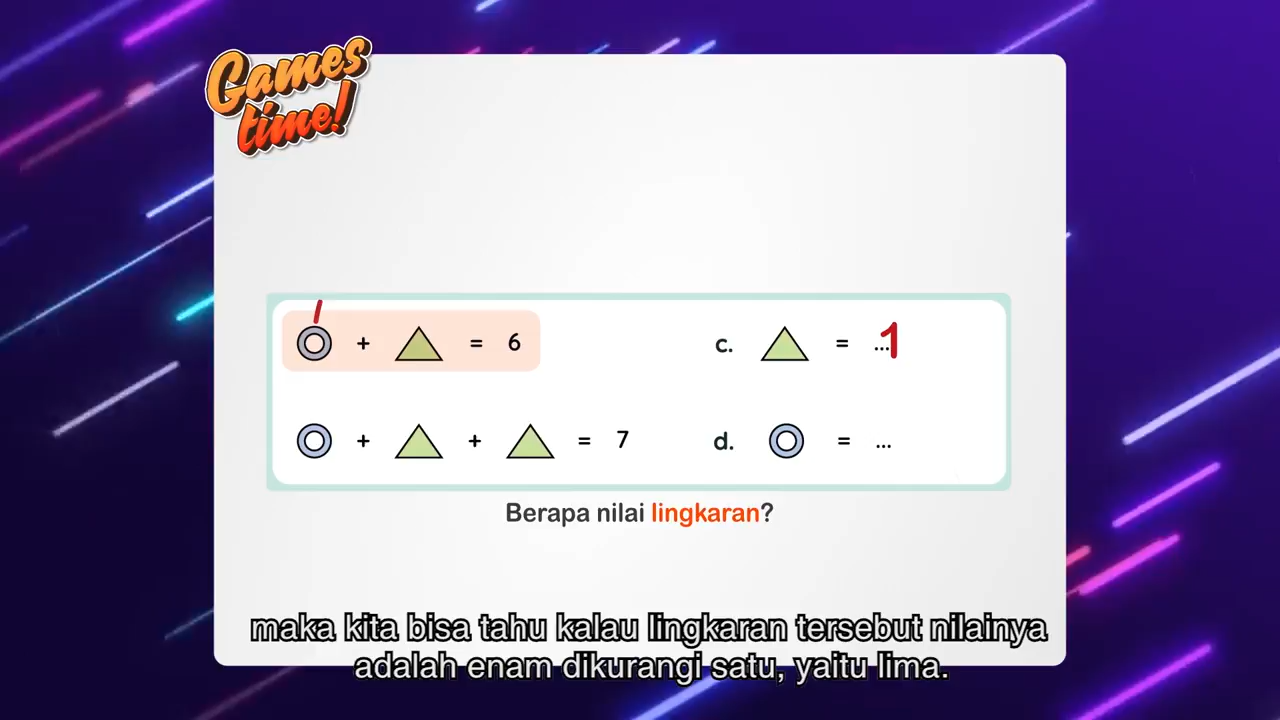 Games
time!
+ = 6
c. = ...1
+ + = 7
d. = ...
Berapa nilai lingkaran?
maka kita bisa tahu kalau lingkaran tersebut nilainya
adalah enam dikurangi satu, yaitu lima.